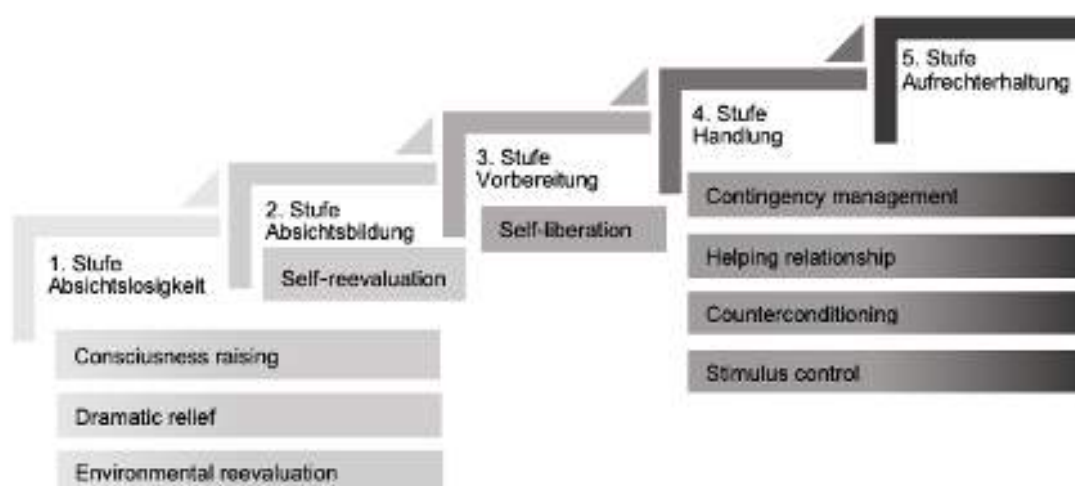 1. Stufe
Absichtslosigkeit
2. Stufe
Absichtsbildung
3. Stufe
Vorbereitung
4. Stufe
Handlung
5. Stufe
Aufrechterhaltung
Consciusness raising
Dramatic relief
Environmental reevaluation
Self-reevaluation
Self-liberation
Contingency management
Helping relationship
Counterconditioning
Stimulus control